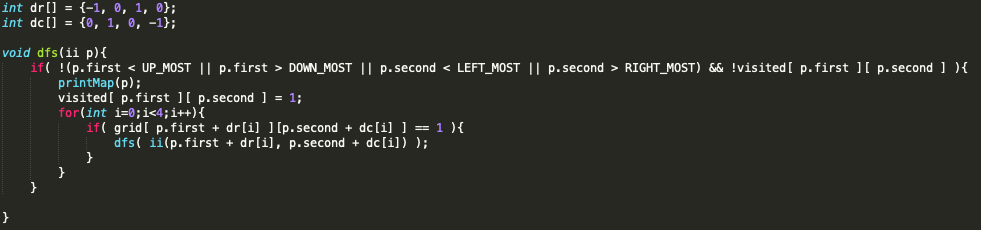 int dr[] = {-1, 0, 1, 0};
int dc[] = {0, 1, 0, -1};

void dfs(ii p){
    if( !(p.first < UP_MOST || p.first > DOWN_MOST || p.second < LEFT_MOST || p.second > RIGHT_MOST) && !visited[ p.first ][ p.second ] ){
        printMap(p);
        visited[ p.first ][ p.second ] = 1;
        for(int i=0;i<4;i++){
            if( grid[ p.first + dr[i] ][p.second + dc[i] ] == 1 ){
                dfs( ii(p.first + dr[i], p.second + dc[i]) );
            }
        }
    }

}